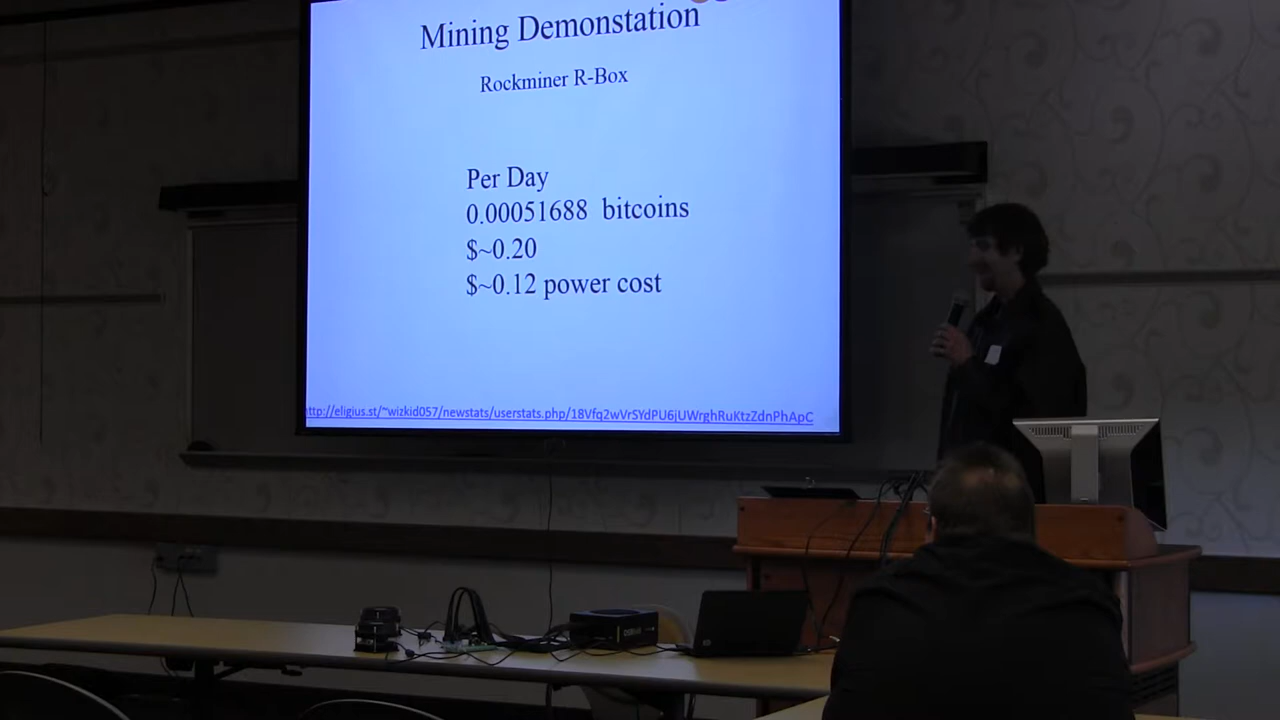 Mining Demonstation
Rockminer R-Box
Per Day
0.00051688 bitcoins
$~0.20
$~0.12 power cost
http://eligius.st/~wizkid057/newstats/userstats.php/18Vfq2wVrSYdPU6jUWrghRuKtzZdnPhApC